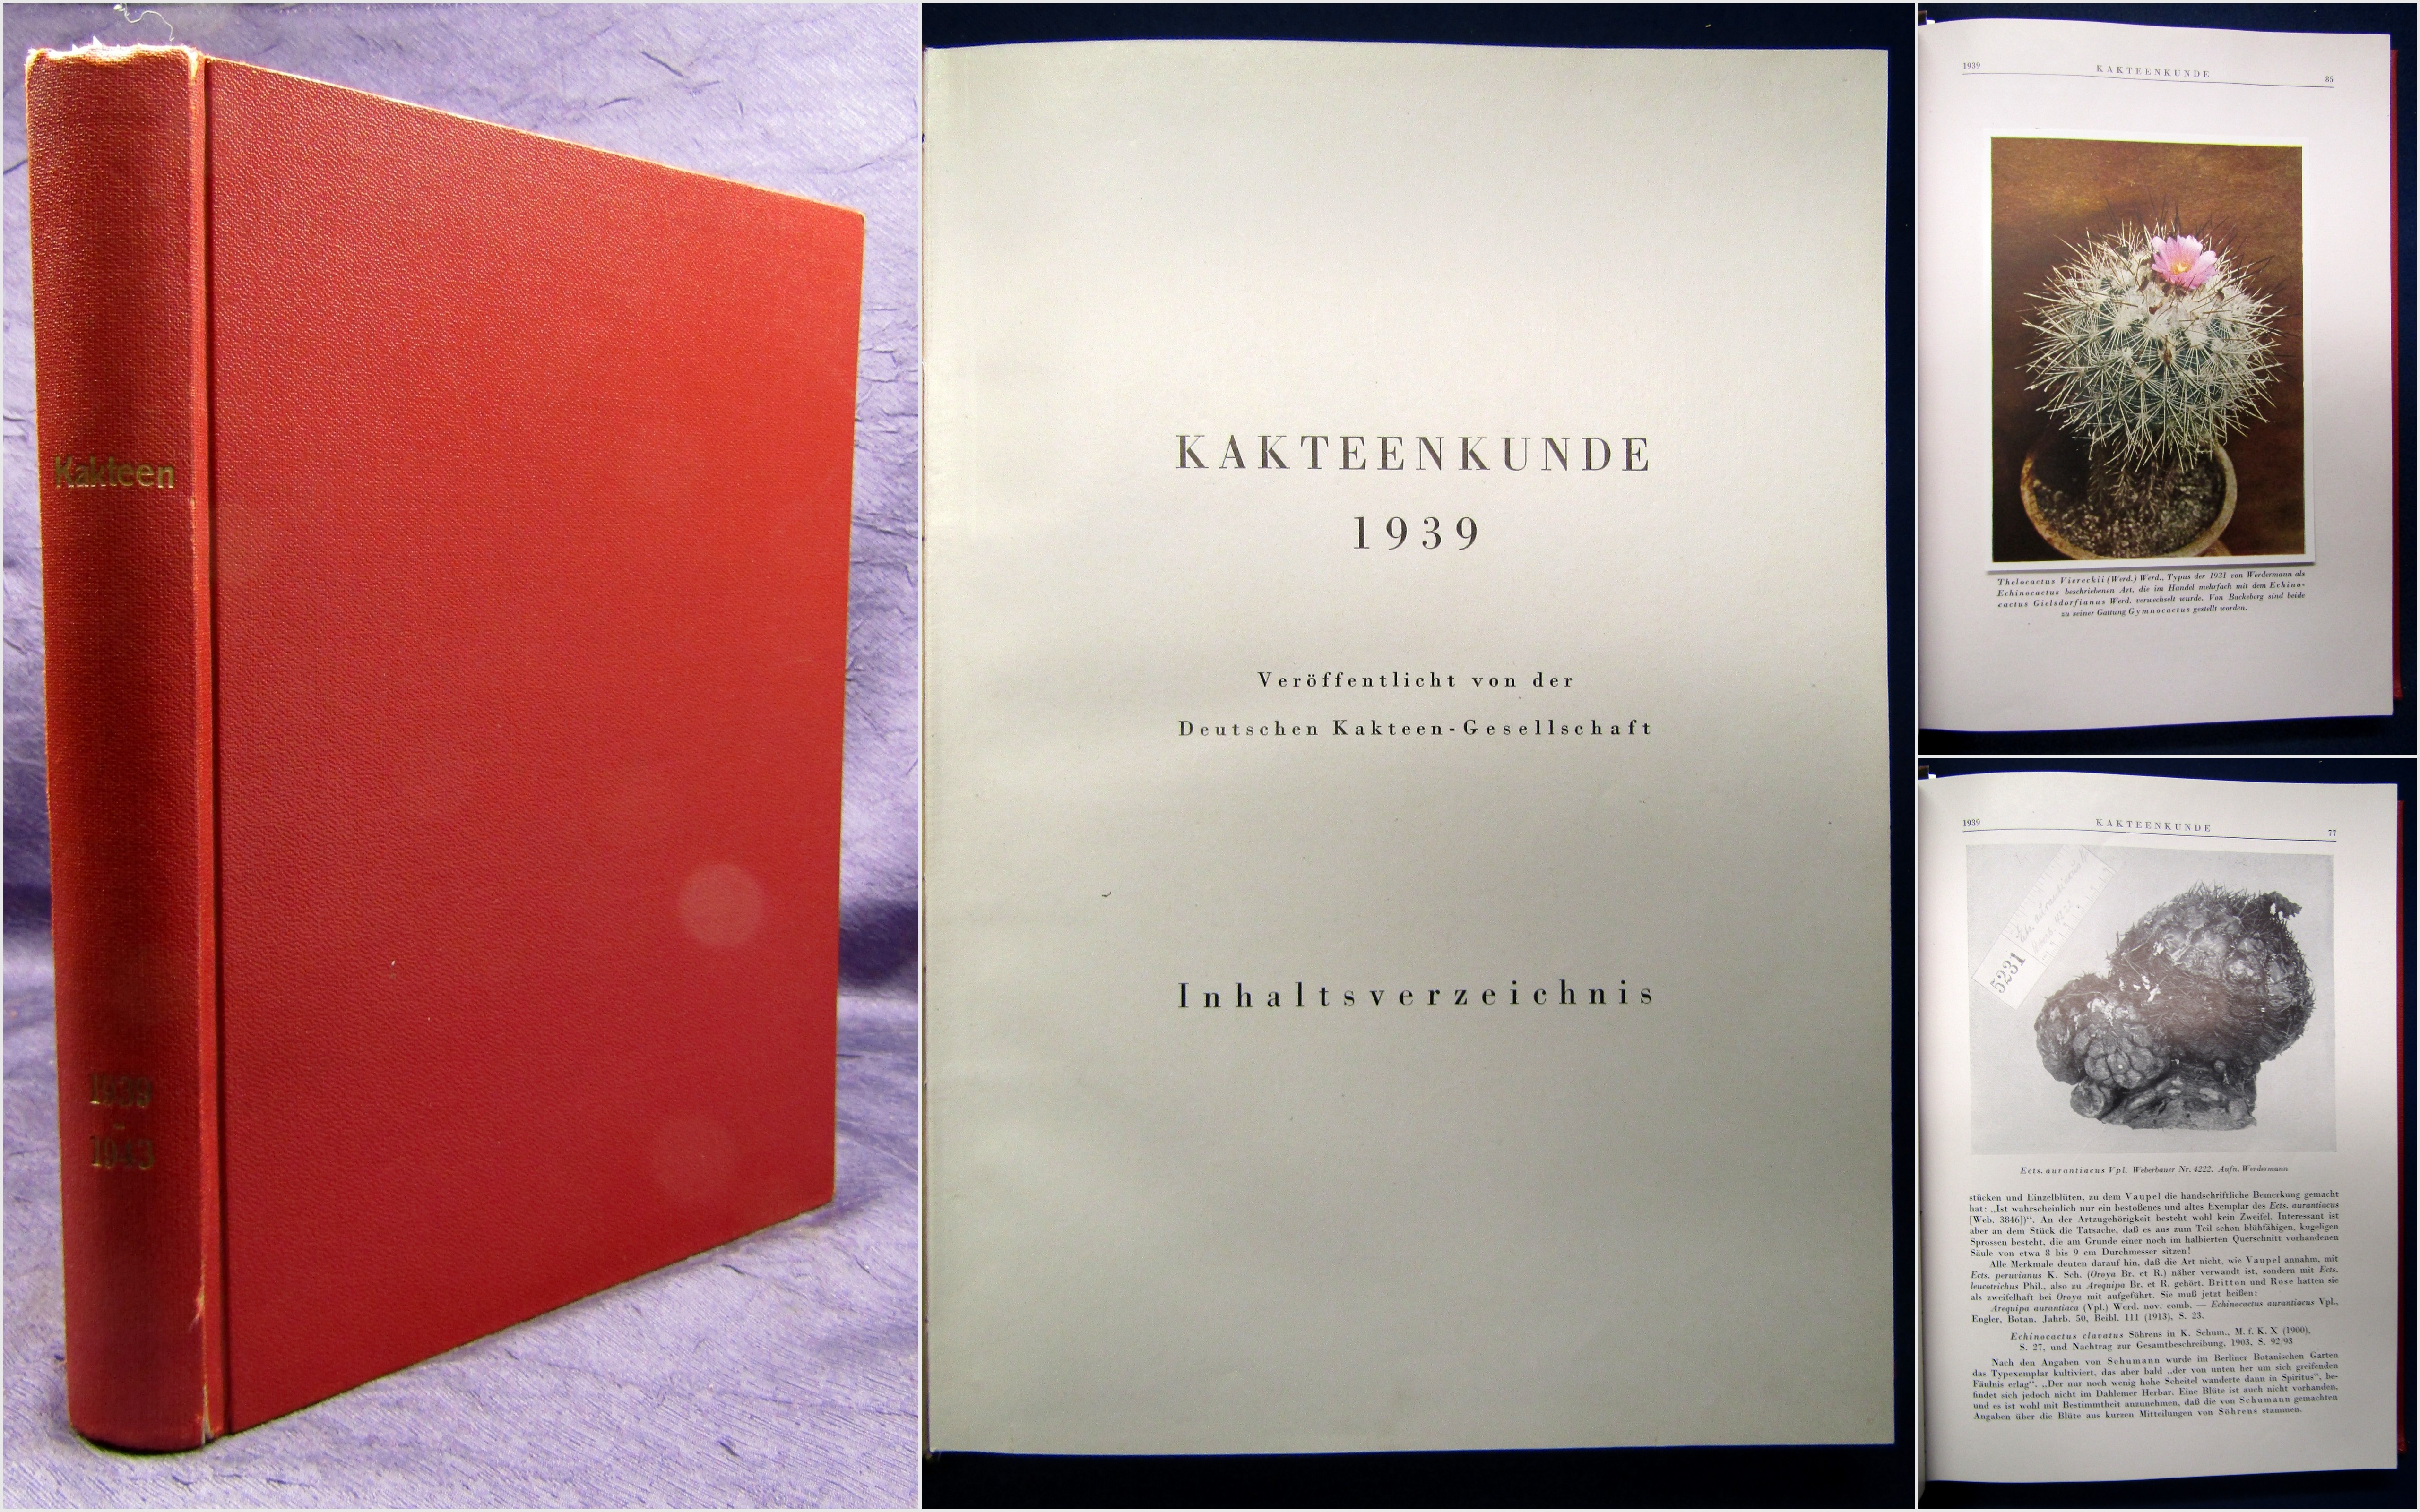 Kakteen
1939
-
1943
KAKTEENKUNDE
1939
Veröffentlicht von der
Deutschen Kakteen-Gesellschaft
Inhaltsverzeichnis
1939 KAKTEENKUNDE 85
Thelocactus Viereckii (Werd.) Werd., Typus der 1931 von Werdermann als
Echinocactus beschriebenen Art, die im Handel mehrfach mit dem Echino-
cactus Gielsdorfianus Werd. verwechselt wurde. Von Backeberg sind beide
zu seiner Gattung Gymnocactus gestellt worden.
1939 KAKTEENKUNDE 77
5231
Ects. aurantiacus Vpl. Weberbauer Nr. 4222. Aufn. Werdermann
stücken und Einzelblüten, zu dem Vaupel die handschriftliche Bemerkung gemacht
hat: „Ist wahrscheinlich nur ein bestoßenes und altes Exemplar des Ects. aurantiacus
[Web. 3846])“. An der Artzugehörigkeit besteht wohl kein Zweifel. Interessant ist
aber an dem Stück die Tatsache, daß es aus zum Teil schon blühfähigen, kugeligen
Sprossen besteht, die am Grunde einer noch im halbierten Querschnitt vorhandenen
Säule von etwa 8 bis 9 cm Durchmesser sitzen!
Alle Merkmale deuten darauf hin, daß die Art nicht, wie Vaupel annahm, mit
Ects. peruvianus K. Sch. (Oroya Br. et R.) näher verwandt ist, sondern mit Ects.
leucotrichus Phil., also zu Arequipa Br. et R. gehört. Britton und Rose hatten sie
als zweifelhaft bei Oroya mit aufgeführt. Sie muß jetzt heißen:
Arequipa aurantiaca (Vpl.) Werd. nov. comb. — Echinocactus aurantiacus Vpl.,
Engler, Botan. Jahrb. 50, Beibl. 111 (1913), S. 23.
Echinocactus clavatus Söhrens in K. Schum., M. f. K. X (1900),
S. 27, und Nachtrag zur Gesamtbeschreibung, 1903, S. 92/93
Nach den Angaben von Schumann wurde im Berliner Botanischen Garten
das Typexemplar kultiviert, das aber bald „der von unten her um sich greifenden
Fäulnis erlag“. „Der nur noch wenig hohe Scheitel wanderte dann in Spiritus“, be-
findet sich jedoch nicht im Dahlemer Herbar. Eine Blüte ist auch nicht vorhanden,
und es ist wohl mit Bestimmtheit anzunehmen, daß die von Schumann gemachten
Angaben über die Blüte aus kurzen Mitteilungen von Söhrens stammen.